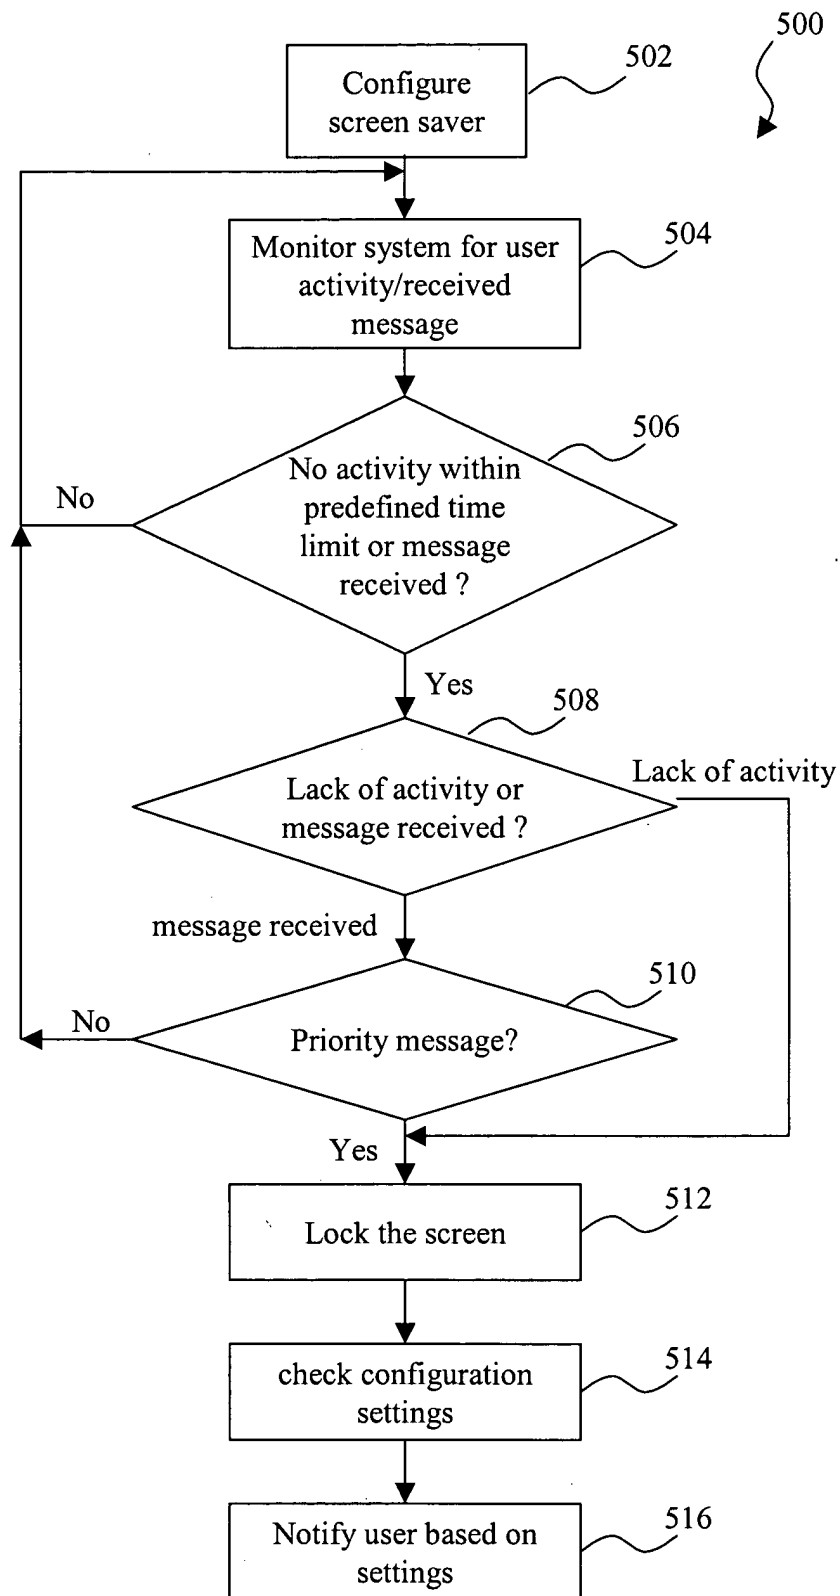 500
502
Configure
screen saver
504
Monitor system for user
activity/received
message
506
No activity within
predefined time
limit or message
received ?
No
Yes
508
Lack of activity
Lack of activity or
message received ?
message received
510
No
Priority message?
Yes
512
Lock the screen
514
check configuration
settings
516
Notify user based on
settings